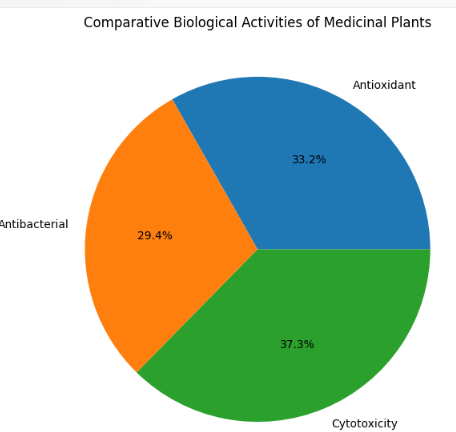 Comparative Biological Activities of Medicinal Plants
Antioxidant
33.2%
Antibacterial
29.4%
37.3%
Cytotoxicity